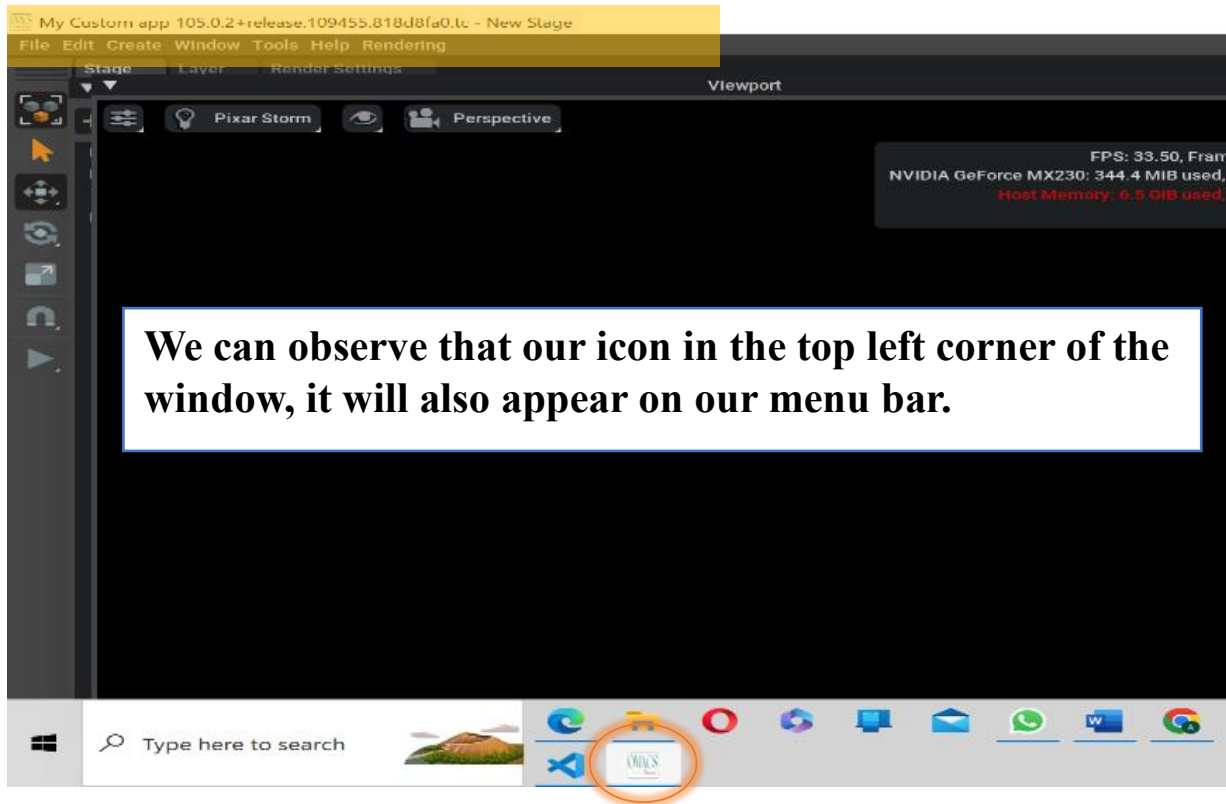 My Custom app 105.0.2+release.109455.818d8fa0.tc - New Stage
File Edit Create Window Tools Help Rendering
Stage Layer Render Settings
Viewport
Pixar Storm Perspective
FPS: 33.50, Fram
NVIDIA GeForce MX230: 344.4 MiB used,
Host Memory: 6.5 GiB used,
We can observe that our icon in the top left corner of the
window, it will also appear on our menu bar.
Type here to search